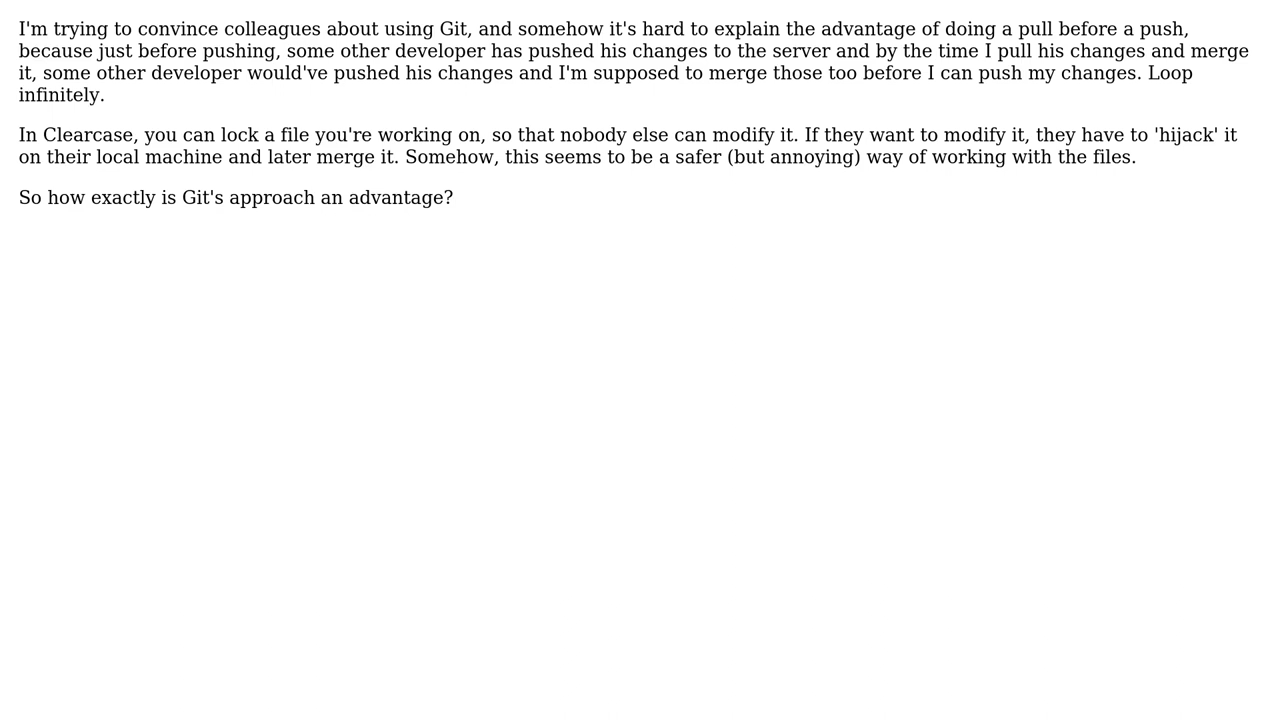 I'm trying to convince colleagues about using Git, and somehow it's hard to explain the advantage of doing a pull before a push,
because just before pushing, some other developer has pushed his changes to the server and by the time I pull his changes and merge
it, some other developer would've pushed his changes and I'm supposed to merge those too before I can push my changes. Loop
infinitely.
In Clearcase, you can lock a file you're working on, so that nobody else can modify it. If they want to modify it, they have to 'hijack' it
on their local machine and later merge it. Somehow, this seems to be a safer (but annoying) way of working with the files.
So how exactly is Git's approach an advantage?